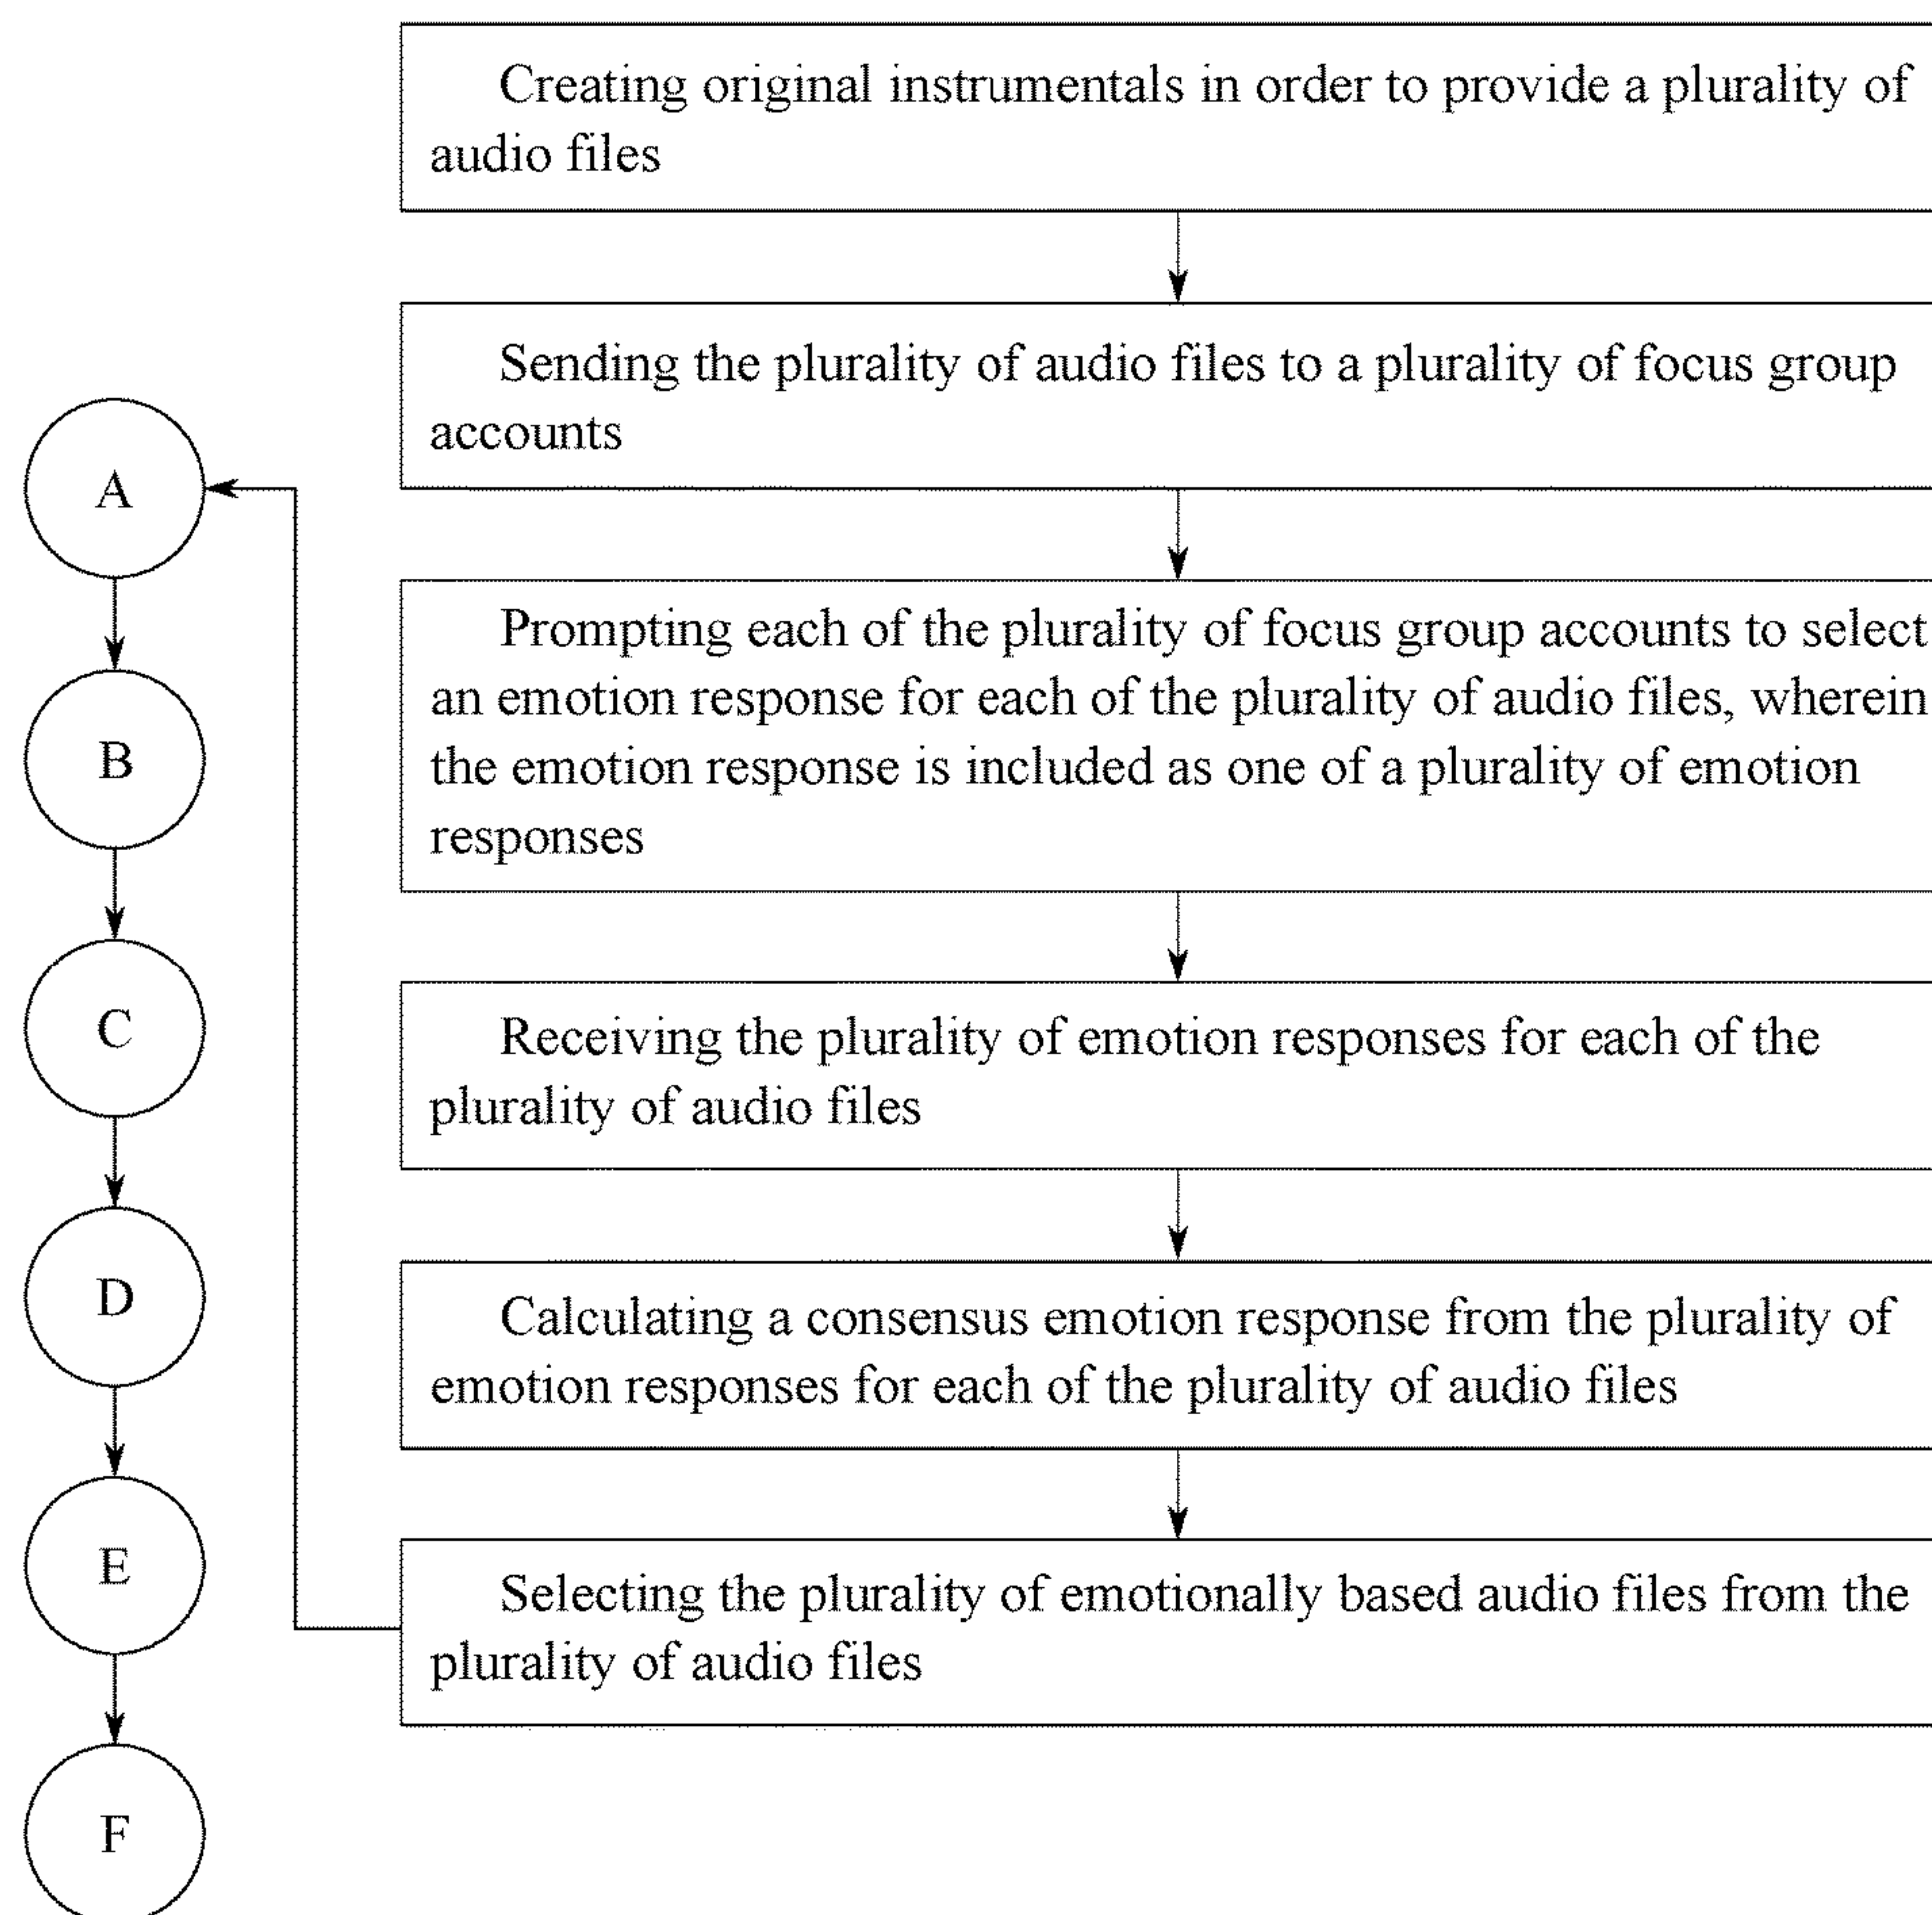 Creating original instrumentals in order to provide a plurality of
audio files
Sending the plurality of audio files to a plurality of focus group
accounts
Prompting each of the plurality of focus group accounts to select
an emotion response for each of the plurality of audio files, wherein
the emotion response is included as one of a plurality of emotion
responses
Receiving the plurality of emotion responses for each of the
plurality of audio files
Calculating a consensus emotion response from the plurality of
emotion responses for each of the plurality of audio files
Selecting the plurality of emotionally based audio files from the
plurality of audio files
A
B
C
D
E
F